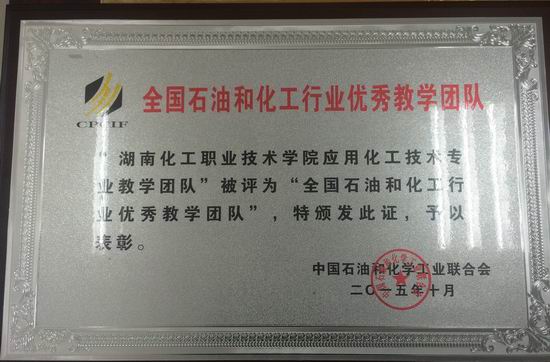 全国石油和化工行业优秀教学团队
CPCIF
“湖南化工职业技术学院应用化工技术专
业教学团队”被评为“全国石油和化工行
业优秀教学团队”，特颁发此证，予以
表彰。
中国石油和化学工业联合会
二〇一五年十月